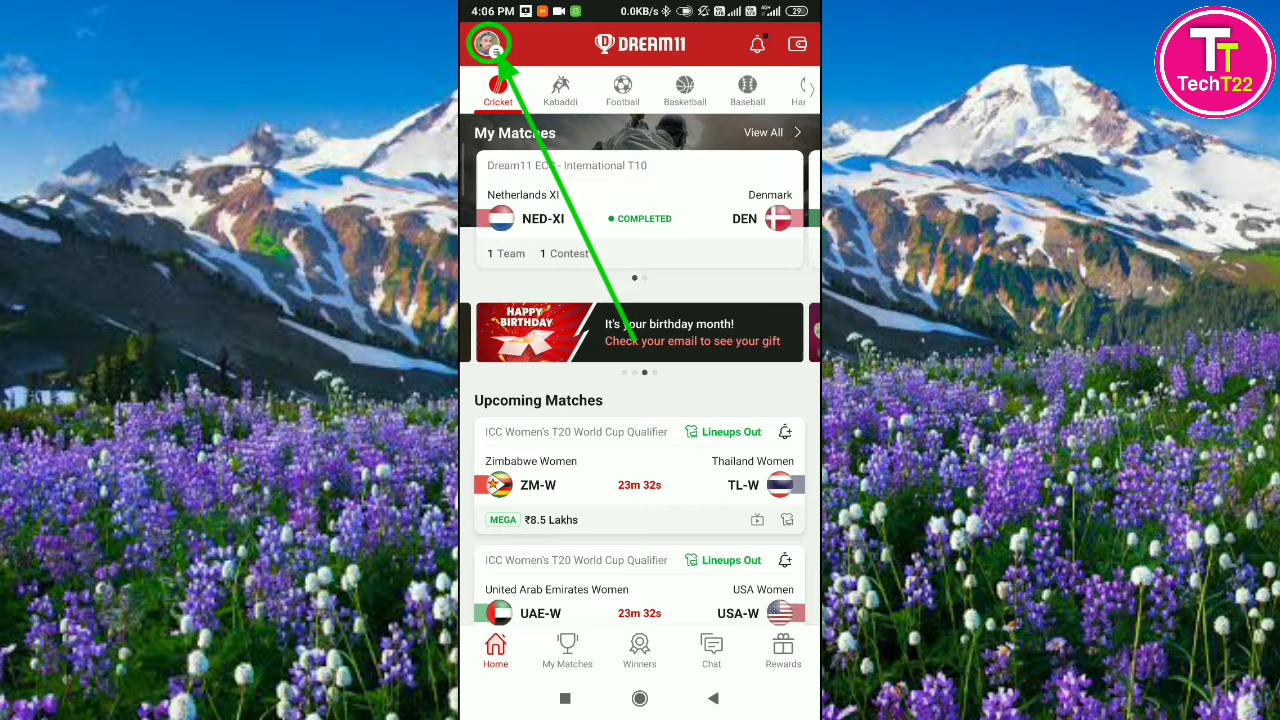 4:06 PM 0.0KB/s 4G+ 29
DREAM11
TT
TechT22
Cricket Kabaddi Football Basketball Baseball Har
My Matches View All
Dream11 EC - International T10
Netherlands XI Denmark
NED-XI COMPLETED DEN
1 Team 1 Contest
HAPPY BIRTHDAY
It's your birthday month!
Check your email to see your gift
Upcoming Matches
ICC Women's T20 World Cup Qualifier Lineups Out
Zimbabwe Women Thailand Women
ZM-W 23m 32s TL-W
MEGA ₹8.5 Lakhs
ICC Women's T20 World Cup Qualifier Lineups Out
United Arab Emirates Women USA Women
UAE-W 23m 32s USA-W
Home My Matches Winners Chat Rewards